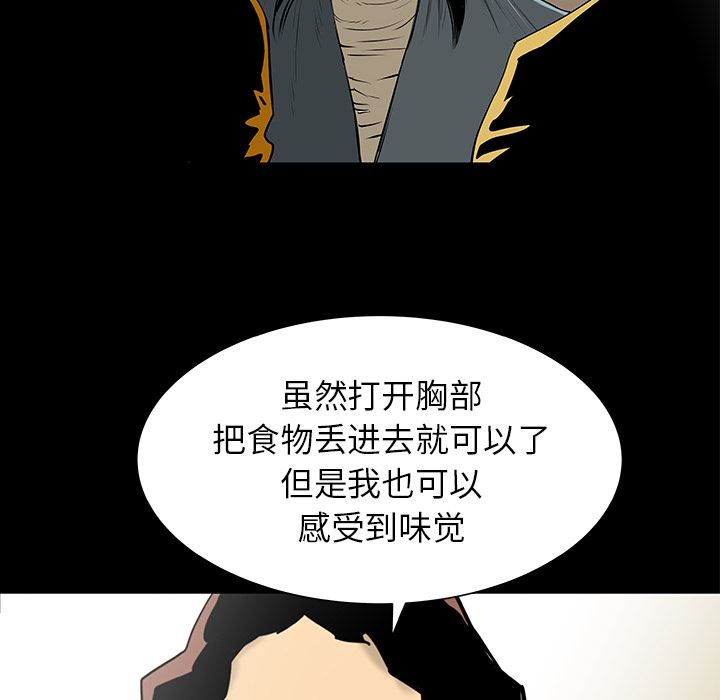 虽然打开胸部
把食物丢进去就可以了
但是我也可以
感受到味觉